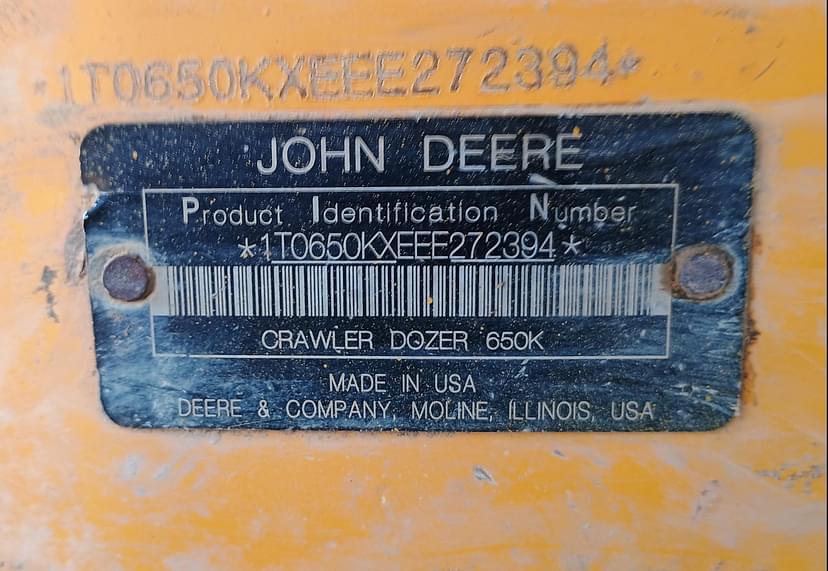 *1T0650KXEEE272394*
JOHN DEERE
Product Identification Number
*1T0650KXEEE272394*
CRAWLER DOZER 650K
MADE IN USA
DEERE & COMPANY, MOLINE, ILLINOIS, USA